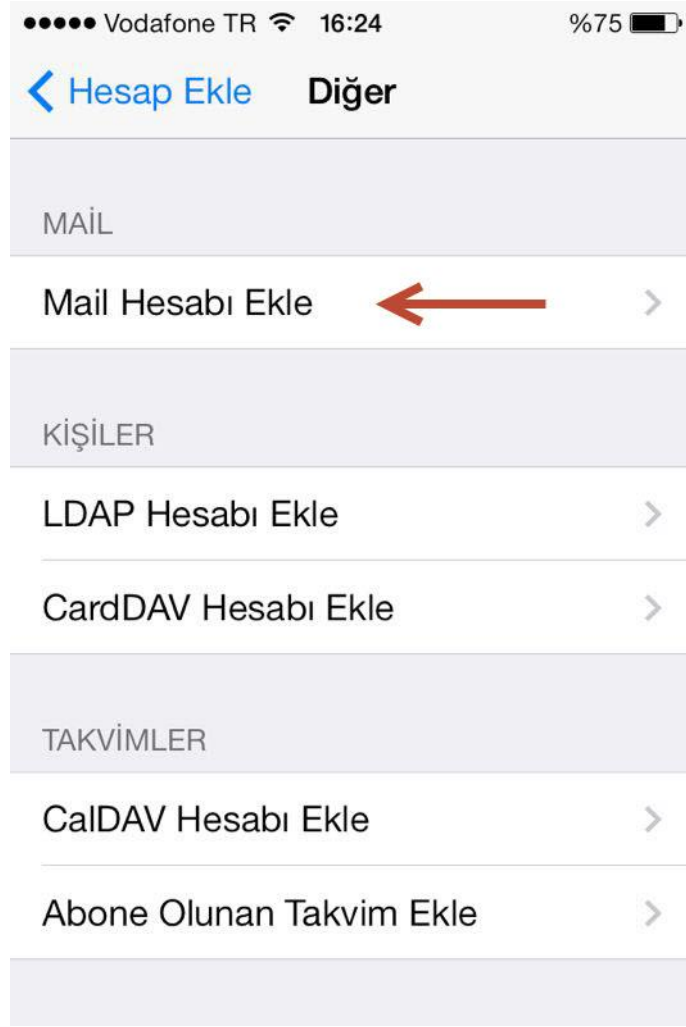 Vodafone TR 16:24 %75
Hesap Ekle Diğer
MAİL
Mail Hesabı Ekle
KİŞİLER
LDAP Hesabı Ekle
CardDAV Hesabı Ekle
TAKVİMLER
CalDAV Hesabı Ekle
Abone Olunan Takvim Ekle